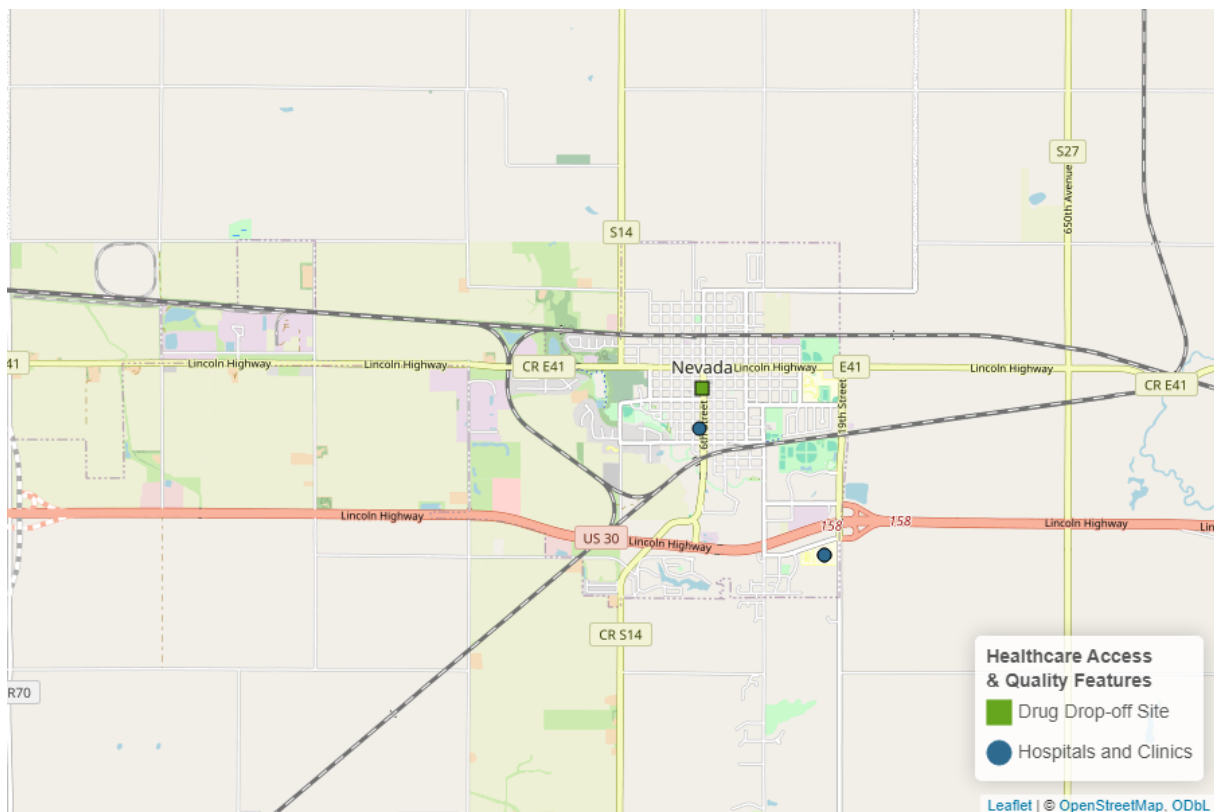 S27
650th Avenue
S14
41
Lincoln Highway
Lincoln Highway
CR E41
Nevada
Lincoln Highway
E41
Lincoln Highway
CR E41
6th Street
19th Street
Lincoln Highway
US 30
Lincoln Highway
158
158
Lincoln Highway
Lin
CR S14
R70
Healthcare Access
& Quality Features
Drug Drop-off Site
Hospitals and Clinics
Leaflet | © OpenStreetMap, ODbL